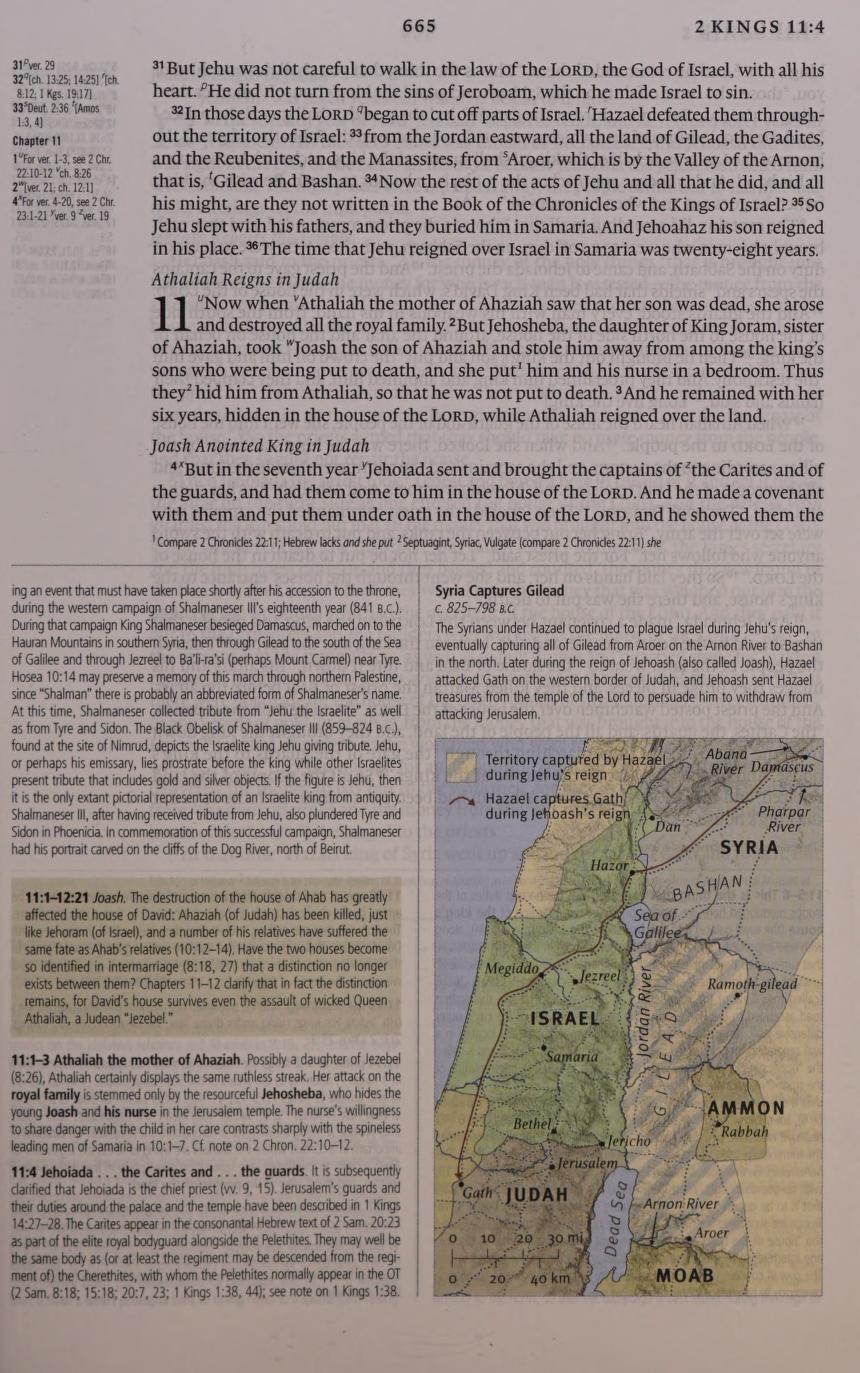 665
2 KINGS 11:4
31 p ver. 29
32 q [ch. 13:25; 14:25] r [ch.
8:12; 1 Kgs. 19:17]
33 s Deut. 2:36 t [Amos
1:3, 4]
Chapter 11
1 u For ver. 1-3, see 2 Chr.
22:10-12 v ch. 8:26
2 w [ver. 21; ch. 12:1]
4 x For ver. 4-20, see 2 Chr.
23:1-21 y ver. 9 z ver. 19
31 But Jehu was not careful to walk in the law of the LORD, the God of Israel, with all his
heart. p He did not turn from the sins of Jeroboam, which he made Israel to sin.
32 In those days the LORD q began to cut off parts of Israel. r Hazael defeated them through-
out the territory of Israel: 33 from the Jordan eastward, all the land of Gilead, the Gadites,
and the Reubenites, and the Manassites, from s Aroer, which is by the Valley of the Arnon,
that is, t Gilead and Bashan. 34 Now the rest of the acts of Jehu and all that he did, and all
his might, are they not written in the Book of the Chronicles of the Kings of Israel? 35 So
Jehu slept with his fathers, and they buried him in Samaria. And Jehoahaz his son reigned
in his place. 36 The time that Jehu reigned over Israel in Samaria was twenty-eight years.
Athaliah Reigns in Judah
11 u Now when v Athaliah the mother of Ahaziah saw that her son was dead, she arose
and destroyed all the royal family. 2 But Jehosheba, the daughter of King Joram, sister
of Ahaziah, took w Joash the son of Ahaziah and stole him away from among the king's
sons who were being put to death, and she put 1 him and his nurse in a bedroom. Thus
they 2 hid him from Athaliah, so that he was not put to death. 3 And he remained with her
six years, hidden in the house of the LORD, while Athaliah reigned over the land.
Joash Anointed King in Judah
4 x But in the seventh year y Jehoiada sent and brought the captains of z the Carites and of
the guards, and had them come to him in the house of the LORD. And he made a covenant
with them and put them under oath in the house of the LORD, and he showed them the
1 Compare 2 Chronicles 22:11; Hebrew lacks and she put 2 Septuagint, Syriac, Vulgate (compare 2 Chronicles 22:11) she
ing an event that must have taken place shortly after his accession to the throne,
during the western campaign of Shalmaneser III's eighteenth year (841 B.C.).
During that campaign King Shalmaneser besieged Damascus, marched on to the
Hauran Mountains in southern Syria, then through Gilead to the south of the Sea
of Galilee and through Jezreel to Ba'li-ra'si (perhaps Mount Carmel) near Tyre.
Hosea 10:14 may preserve a memory of this march through northern Palestine,
since "Shalman" there is probably an abbreviated form of Shalmaneser's name.
At this time, Shalmaneser collected tribute from "Jehu the Israelite" as well
as from Tyre and Sidon. The Black Obelisk of Shalmaneser III (859–824 B.C.),
found at the site of Nimrud, depicts the Israelite king Jehu giving tribute. Jehu,
or perhaps his emissary, lies prostrate before the king while other Israelites
present tribute that includes gold and silver objects. If the figure is Jehu, then
it is the only extant pictorial representation of an Israelite king from antiquity.
Shalmaneser III, after having received tribute from Jehu, also plundered Tyre and
Sidon in Phoenicia. In commemoration of this successful campaign, Shalmaneser
had his portrait carved on the cliffs of the Dog River, north of Beirut.
11:1–12:21 Joash. The destruction of the house of Ahab has greatly
affected the house of David: Ahaziah (of Judah) has been killed, just
like Jehoram (of Israel), and a number of his relatives have suffered the
same fate as Ahab's relatives (10:12–14). Have the two houses become
so identified in intermarriage (8:18, 27) that a distinction no longer
exists between them? Chapters 11–12 clarify that in fact the distinction
remains, for David's house survives even the assault of wicked Queen
Athaliah, a Judean "Jezebel."
11:1–3 Athaliah the mother of Ahaziah. Possibly a daughter of Jezebel
(8:26), Athaliah certainly displays the same ruthless streak. Her attack on the
royal family is stemmed only by the resourceful Jehosheba, who hides the
young Joash and his nurse in the Jerusalem temple. The nurse's willingness
to share danger with the child in her care contrasts sharply with the spineless
leading men of Samaria in 10:1–7. Cf. note on 2 Chron. 22:10–12.
11:4 Jehoiada . . . the Carites and . . . the guards. It is subsequently
clarified that Jehoiada is the chief priest (vv. 9, 15). Jerusalem's guards and
their duties around the palace and the temple have been described in 1 Kings
14:27–28. The Carites appear in the consonantal Hebrew text of 2 Sam. 20:23
as part of the elite royal bodyguard alongside the Pelethites. They may well be
the same body as (or at least the regiment may be descended from the regi-
ment of) the Cherethites, with whom the Pelethites normally appear in the OT
(2 Sam. 8:18; 15:18; 20:7, 23; 1 Kings 1:38, 44); see note on 1 Kings 1:38.
Syria Captures Gilead
c. 825–798 B.C.
The Syrians under Hazael continued to plague Israel during Jehu's reign,
eventually capturing all of Gilead from Aroer on the Arnon River to Bashan
in the north. Later during the reign of Jehoash (also called Joash), Hazael
attacked Gath on the western border of Judah, and Jehoash sent Hazael
treasures from the temple of the Lord to persuade him to withdraw from
attacking Jerusalem.
Territory captured by Hazael
during Jehu's reign
Hazael captures Gath
during Jehoash's reign
Abana
River
Damascus
Pharpar
River
Dan
SYRIA
Hazor
BASHAN
Sea of
Galilee
Megiddo
Jezreel
Ramoth-gilead
ISRAEL
Jordan River
GILEAD
Samaria
AMMON
Bethel
Rabbah
Jericho
Jerusalem
Gath
JUDAH
Dead Sea
Arnon River
Aroer
0 10 20 30 mi
0 20 40 km
MOAB